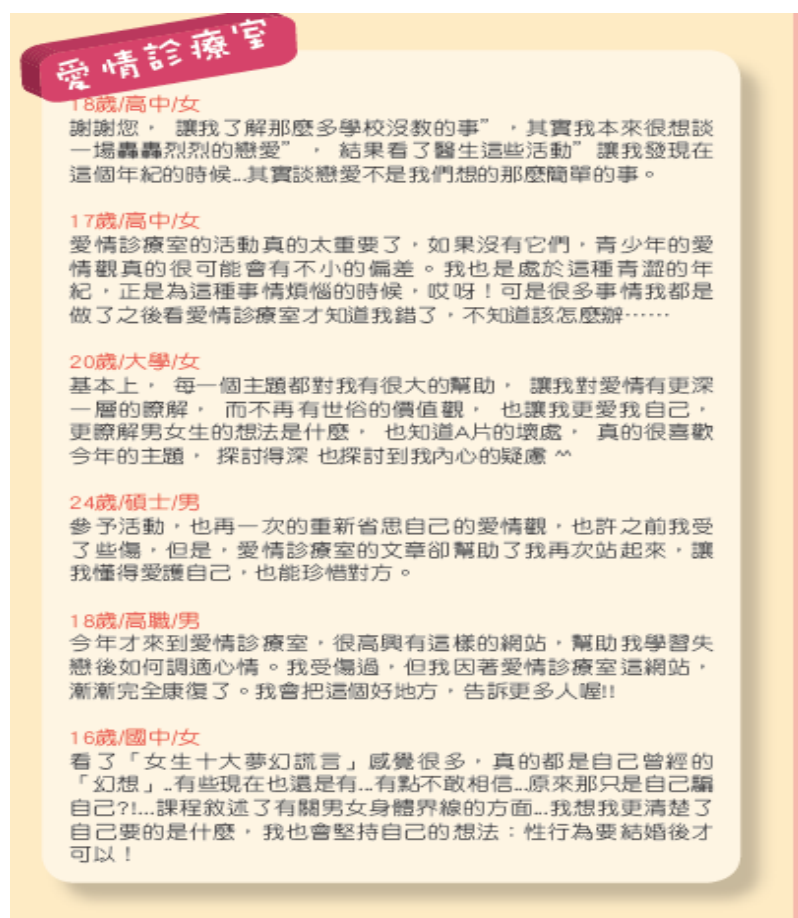 愛情診療室
18歲/高中/女
謝謝您， 讓我了解那麼多學校沒教的事”，其實我本來很想談
一場轟轟烈烈的戀愛”， 結果看了醫生這些活動”讓我發現在
這個年紀的時候...其實談戀愛不是我們想的那麼簡單的事。
17歲/高中/女
愛情診療室的活動真的太重要了，如果沒有它們，青少年的愛
情觀真的很可能會有不小的偏差。我也是處於這種青澀的年
紀，正是為這種事情煩惱的時候，哎呀！可是很多事情我都是
做了之後看愛情診療室才知道我錯了，不知道該怎麼辦……
20歲/大學/女
基本上， 每一個主題都對我有很大的幫助， 讓我對愛情有更深
一層的瞭解， 而不再有世俗的價值觀， 也讓我更愛我自己，
更瞭解男女生的想法是什麼， 也知道A片的壞處， 真的很喜歡
今年的主題， 探討得深 也探討到我內心的疑慮 ^^
24歲/碩士/男
參予活動，也再一次的重新省思自己的愛情觀，也許之前我受
了些傷，但是，愛情診療室的文章卻幫助了我再次站起來，讓
我懂得愛護自己，也能珍惜對方。
18歲/高職/男
今年才來到愛情診療室，很高興有這樣的網站，幫助我學習失
戀後如何調適心情。我受傷過，但我因著愛情診療室這網站，
漸漸完全康復了。我會把這個好地方，告訴更多人喔!!
16歲/國中/女
看了「女生十大夢幻謊言」感覺很多，真的都是自己曾經的
「幻想」...有些現在也還是有...有點不敢相信...原來那只是自己騙
自己?!...課程敘述了有關男女身體界線的方面...我想我更清楚了
自己要的是什麼，我也會堅持自己的想法：性行為要結婚後才
可以！